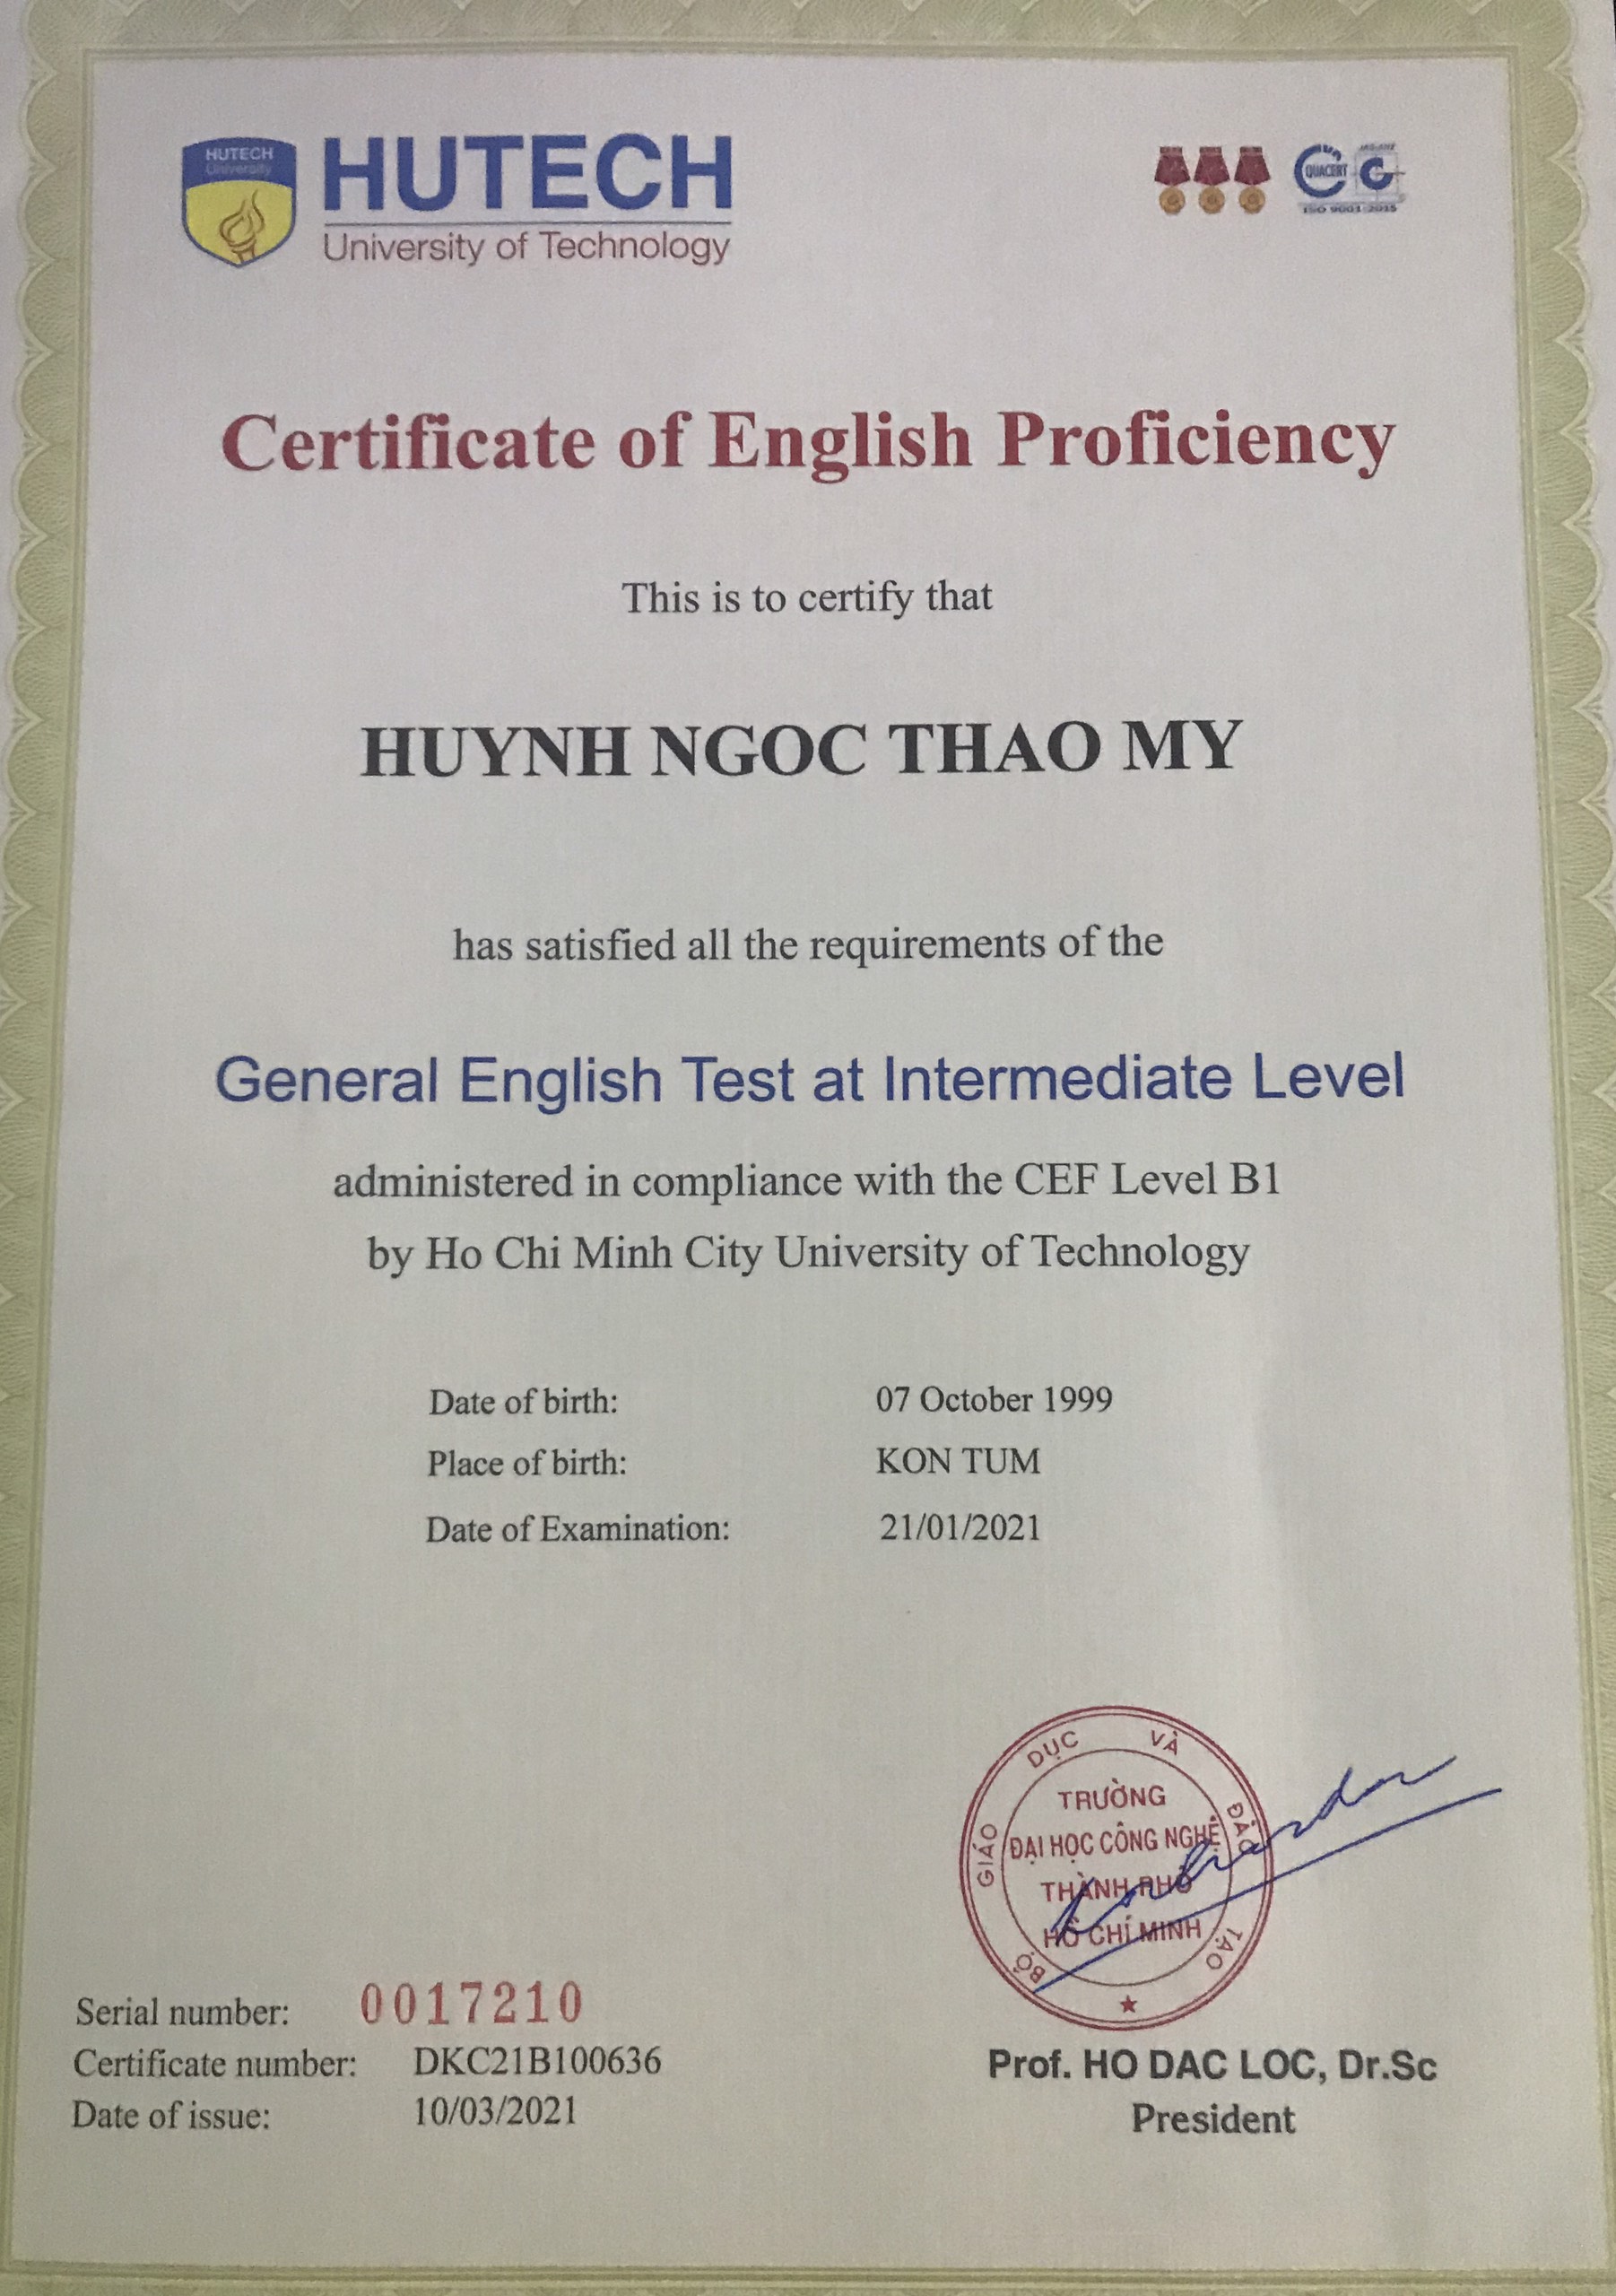 HUTECH
University
HUTECH
University of Technology
QUACERT
ISO 9001:2015
Certificate of English Proficiency
This is to certify that
HUYNH NGOC THAO MY
has satisfied all the requirements of the
General English Test at Intermediate Level
administered in compliance with the CEF Level B1
by Ho Chi Minh City University of Technology
Date of birth: 07 October 1999
Place of birth: KON TUM
Date of Examination: 21/01/2021
BỘ GIÁO DỤC VÀ ĐÀO TẠO
TRƯỜNG
ĐẠI HỌC CÔNG NGHỆ
THÀNH PHỐ
HỒ CHÍ MINH
Serial number: 0017210
Certificate number: DKC21B100636
Date of issue: 10/03/2021
Prof. HO DAC LOC, Dr.Sc
President